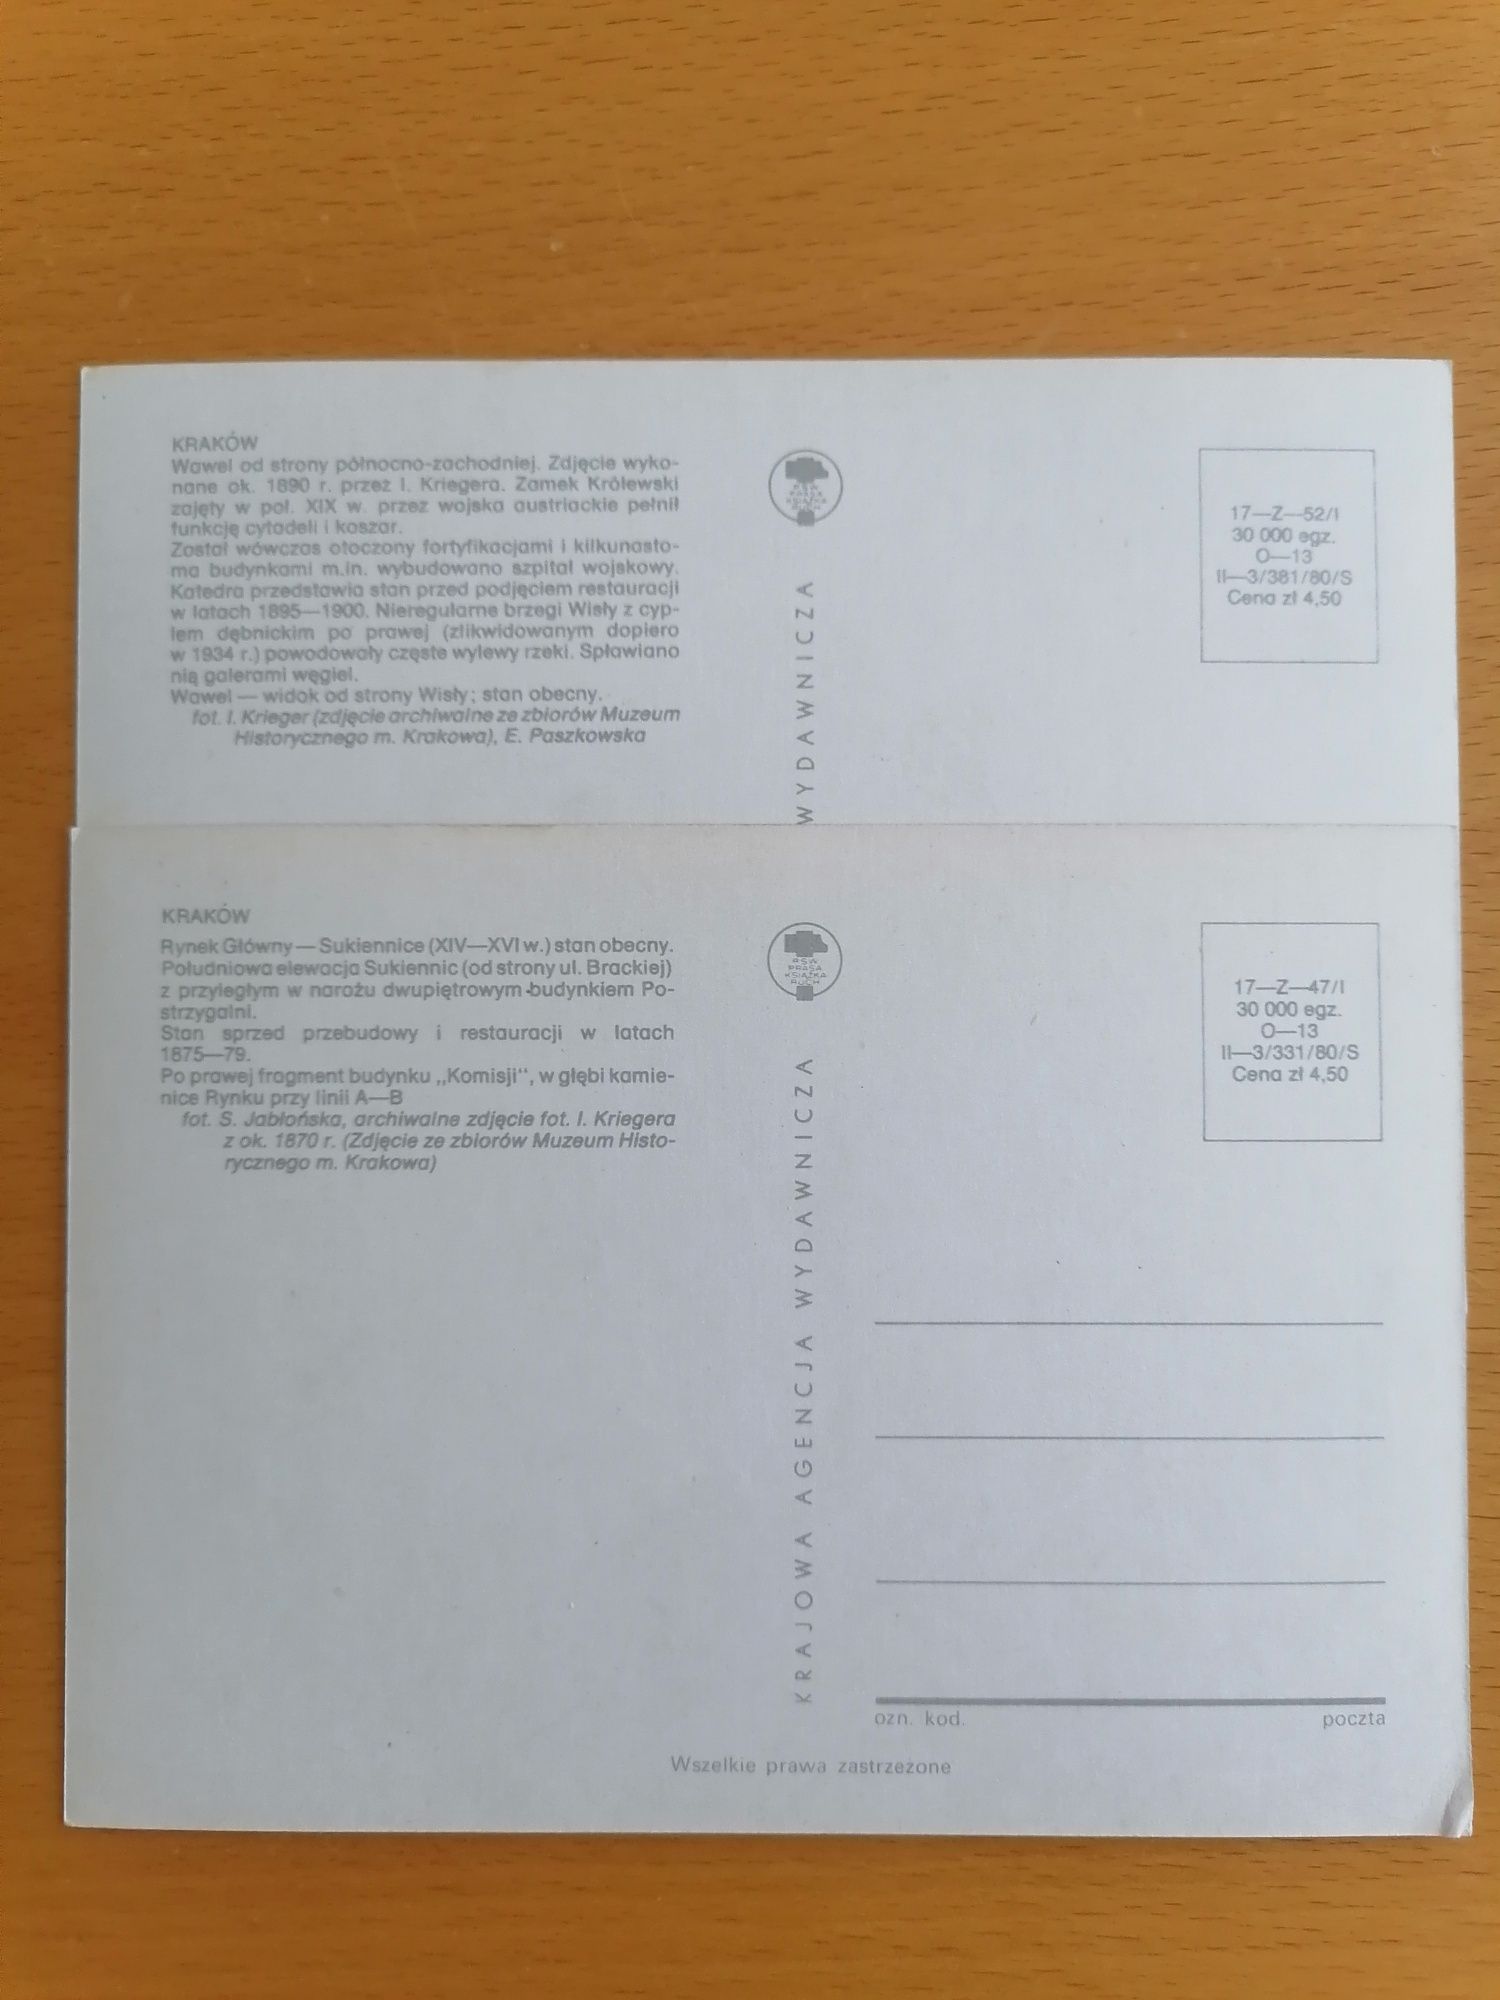 KRAKÓW
Wawel od strony północno-zachodniej. Zdjęcie wyko-
nane ok. 1890 r. przez I. Kriegera. Zamek Królewski
zajęty w poł. XIX w. przez wojska austriackie pełnił
funkcję cytadeli i koszar.
Został wówczas otoczony fortyfikacjami i kilkunasto-
ma budynkami m.in. wybudowano szpital wojskowy.
Katedra przedstawia stan przed podjęciem restauracji
w latach 1895—1900. Nieregularne brzegi Wisły z cyp-
lem dębnickim po prawej (zlikwidowanym dopiero
w 1934 r.) powodowały częste wylewy rzeki. Spławiano
nią galerami węgiel.
Wawel — widok od strony Wisły; stan obecny.
fot. I. Krieger (zdjęcie archiwalne ze zbiorów Muzeum
Historycznego m. Krakowa), E. Paszkowska
RSW
PRASA
KSIĄŻKA
RUCH
WYDAWNICZA
17—Z—52/I
30 000 egz.
O—13
II—3/381/80/S
Cena zł 4,50
KRAKÓW
Rynek Główny — Sukiennice (XIV—XVI w.) stan obecny.
Południowa elewacja Sukiennic (od strony ul. Brackiej)
z przyległym w narożu dwupiętrowym budynkiem Po-
strzygalni.
Stan sprzed przebudowy i restauracji w latach
1875—79.
Po prawej fragment budynku „Komisji", w głębi kamie-
nice Rynku przy linii A—B
fot. S. Jabłońska, archiwalne zdjęcie fot. I. Kriegera
z ok. 1870 r. (Zdjęcie ze zbiorów Muzeum Histo-
rycznego m. Krakowa)
RSW
PRASA
KSIĄŻKA
RUCH
KRAJOWA AGENCJA WYDAWNICZA
17—Z—47/I
30 000 egz.
O—13
II—3/331/80/S
Cena zł 4,50
ozn. kod.
poczta
Wszelkie prawa zastrzeżone